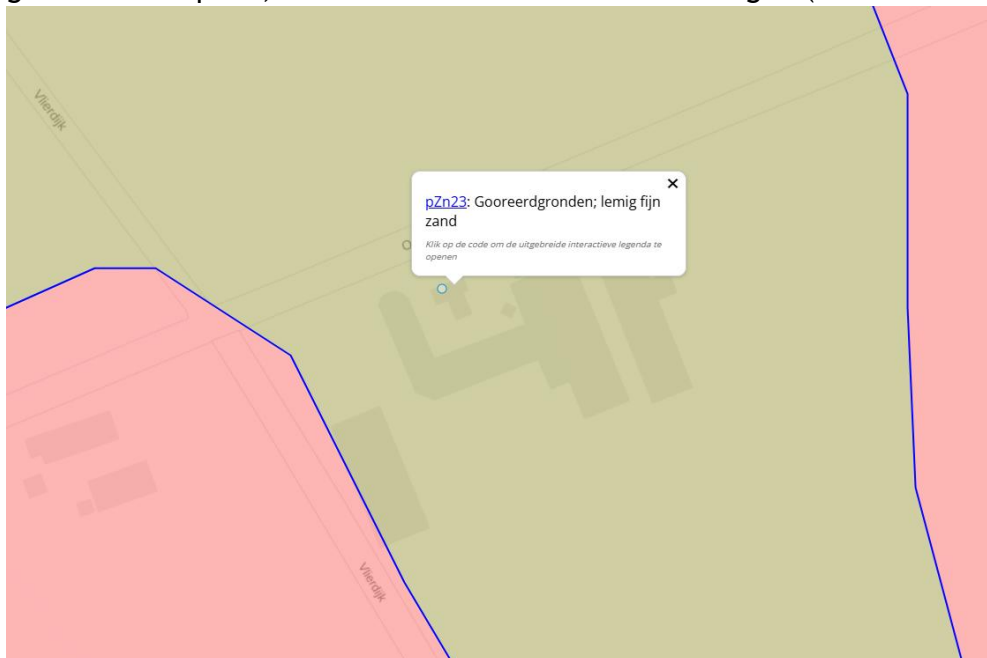 Vlierdijk
×
pZn23: Gooreerdgronden; lemig fijn
zand
Klik op de code om de uitgebreide interactieve legenda te
openen
O
Vlierdijk